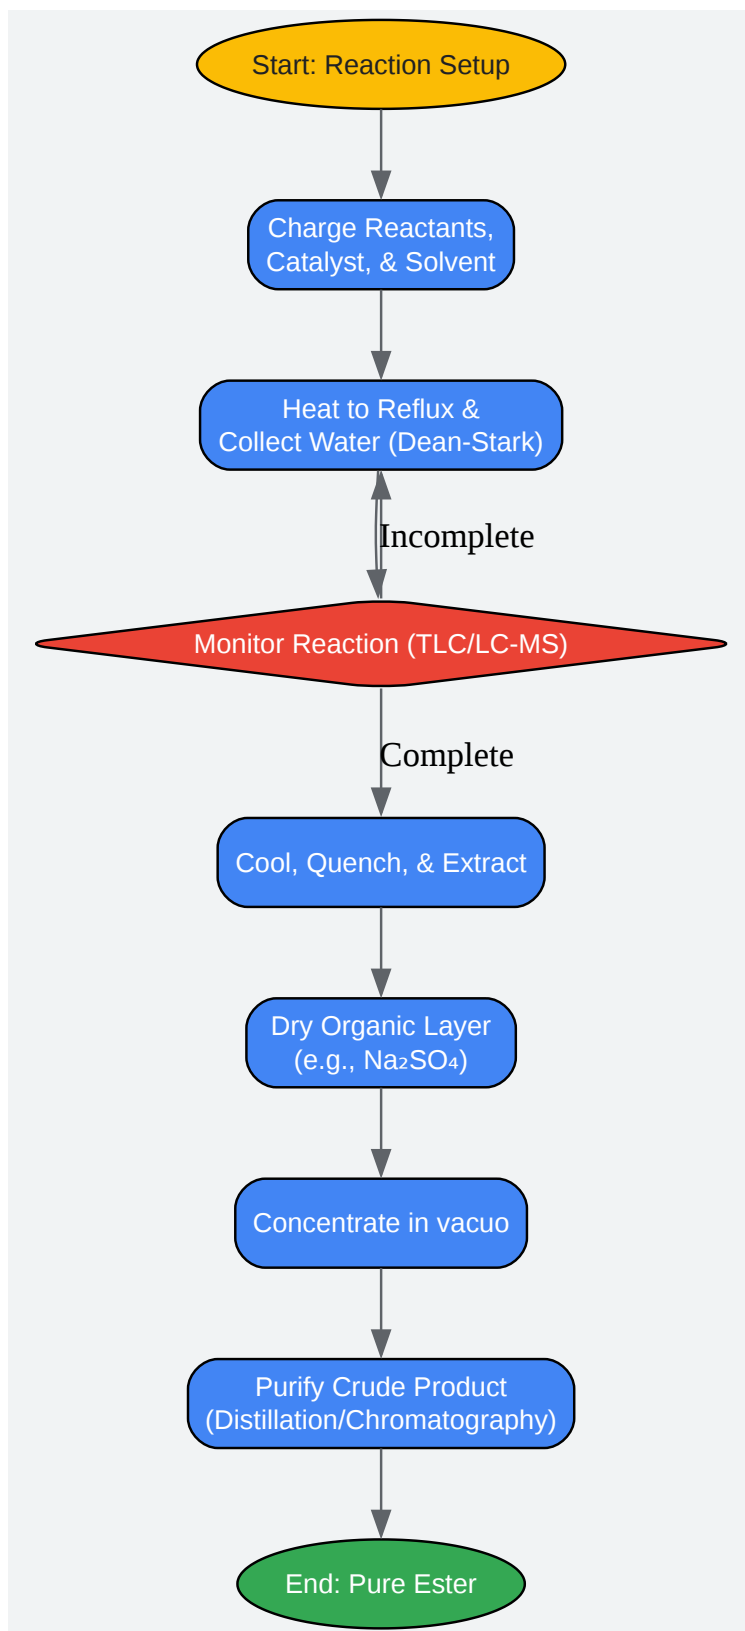 Start: Reaction Setup
Charge Reactants,
Catalyst, & Solvent
Heat to Reflux &
Collect Water (Dean-Stark)
Incomplete
Monitor Reaction (TLC/LC-MS)
Complete
Cool, Quench, & Extract
Dry Organic Layer
(e.g., Na₂SO₄)
Concentrate in vacuo
Purify Crude Product
(Distillation/Chromatography)
End: Pure Ester